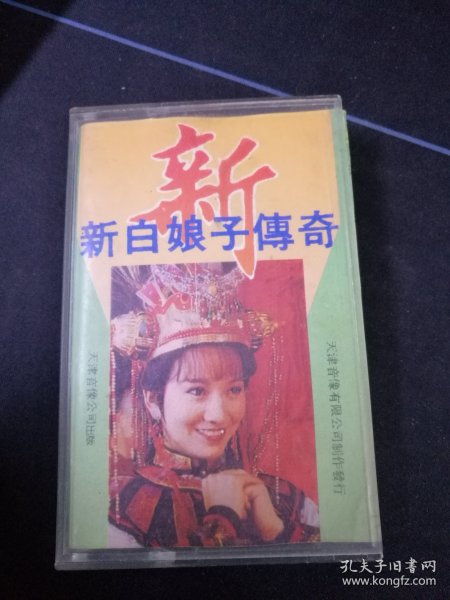 新
新白娘子傳奇
天津音像公司出版
天津音像有限公司制作發行
孔夫子旧书网
www.kongfz.com